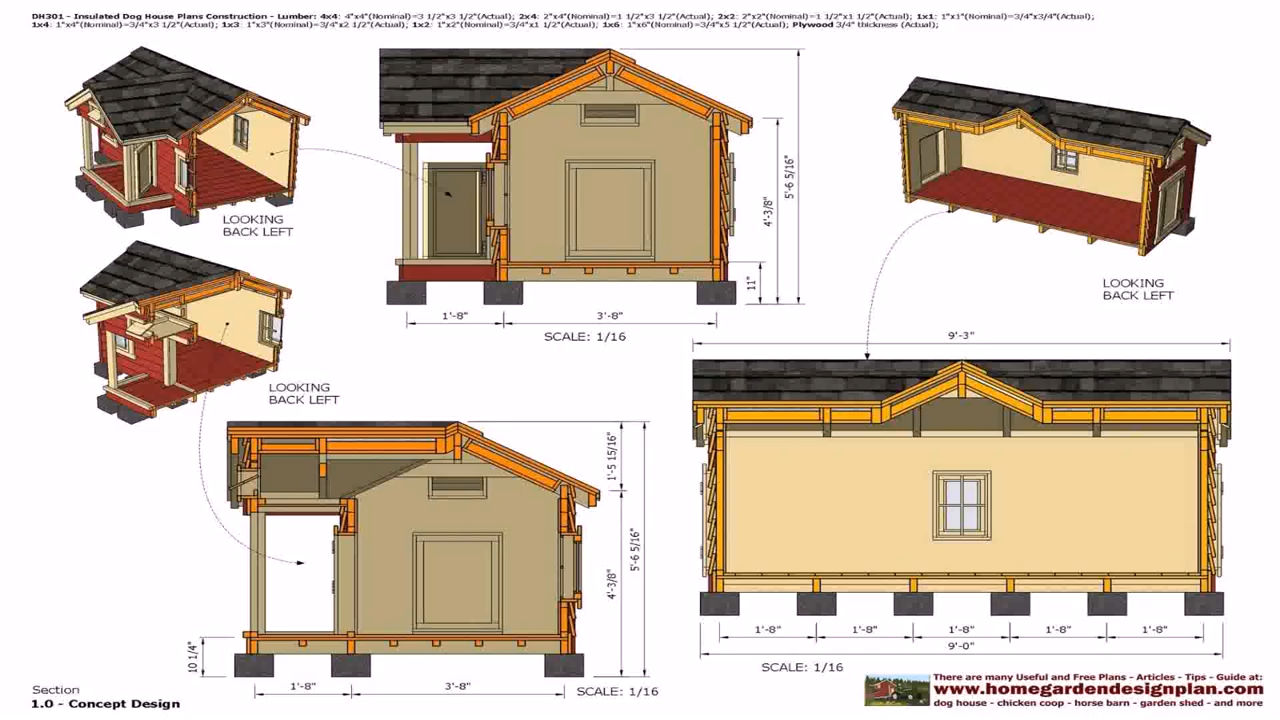 DH301 - Insulated Dog House Plans Construction - Lumber: 4x4: 4"x4"(Nominal)=3 1/2"x3 1/2"(Actual); 2x4: 2"x4"(Nominal)=1 1/2"x3 1/2"(Actual); 2x2: 2"x2"(Nominal)=1 1/2"x1 1/2"(Actual); 1x1: 1"x1"(Nominal)=3/4"x3/4"(Actual);
1x4: 1"x4"(Nominal)=3/4"x3 1/2"(Actual); 1x3: 1"x3"(Nominal)=3/4"x2 1/2"(Actual); 1x2: 1"x2"(Nominal)=3/4"x1 1/2"(Actual); 1x6: 1"x6"(Nominal)=3/4"x5 1/2"(Actual); Plywood 3/4" thickness (Actual);
LOOKING
BACK LEFT
11"
4'-3/8"
5'-6 5/16"
1'-8"
3'-8"
SCALE: 1/16
LOOKING
BACK LEFT
LOOKING
BACK LEFT
9'-3"
1'-5 15/16"
4'-3/8"
5'-6 5/16"
10 1/4"
1'-8"
3'-8"
SCALE: 1/16
1'-8"
1'-8"
1'-8"
1'-8"
1'-8"
9'-0"
SCALE: 1/16
Section
1.0 - Concept Design
There are many Useful and Free Plans - Articles - Tips - Guide at:
www.homegardendesignplan.com
dog house - chicken coop - horse barn - garden shed - and more